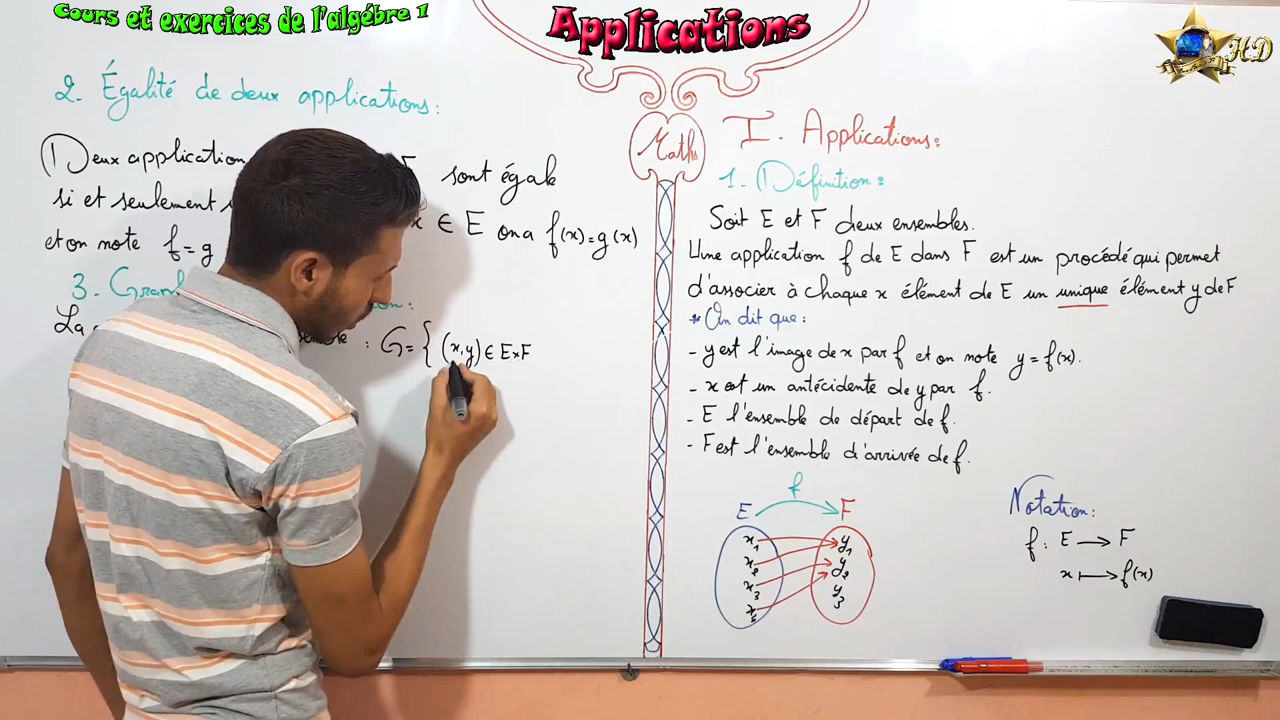 Cours et exercices de l'algébre 1
Applications
HD
2. Égalité de deux applications:
Deux application
sont égale
si et seulement
x ∈ E on a f(x)=g(x)
et on note f=g
3. Gra
on:
La
: G= { (x,y) ∈ E×F
Maths
I. Applications:
1. Définition:
Soit E et F deux ensembles.
Une application f de E dans F est un procédé qui permet
d'associer à chaque x élément de E un unique élément y de F
* On dit que:
- y est l'image de x par f et on note y = f(x).
- x est un antécédente de y par f.
- E l'ensemble de départ de f.
- F est l'ensemble d'arrivée de f.
f
E F
x₁ y₁
x₂ y₂
x₃ y₃
Notation:
f: E → F
x ↦ f(x)